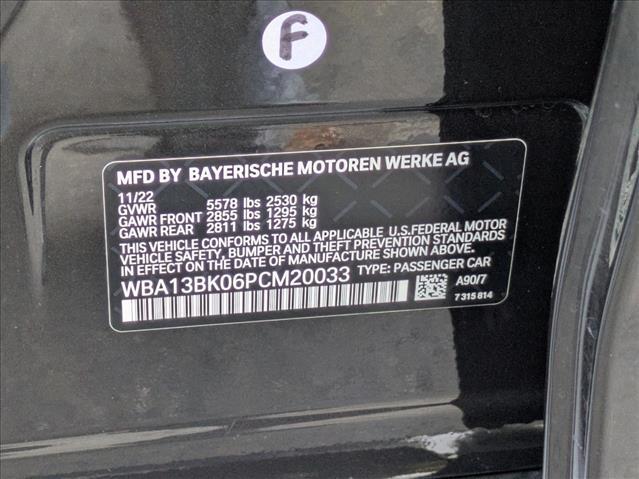 F
MFD BY BAYERISCHE MOTOREN WERKE AG
11/22
GVWR 5578 lbs 2530 kg
GAWR FRONT 2855 lbs 1295 kg
GAWR REAR 2811 lbs 1275 kg
THIS VEHICLE CONFORMS TO ALL APPLICABLE U.S.FEDERAL MOTOR
VEHICLE SAFETY, BUMPER AND THEFT PREVENTION STANDARDS
IN EFFECT ON THE DATE OF MANUFACTURE SHOWN ABOVE.
WBA13BK06PCM20033 TYPE: PASSENGER CAR
A90/7
7 315 814